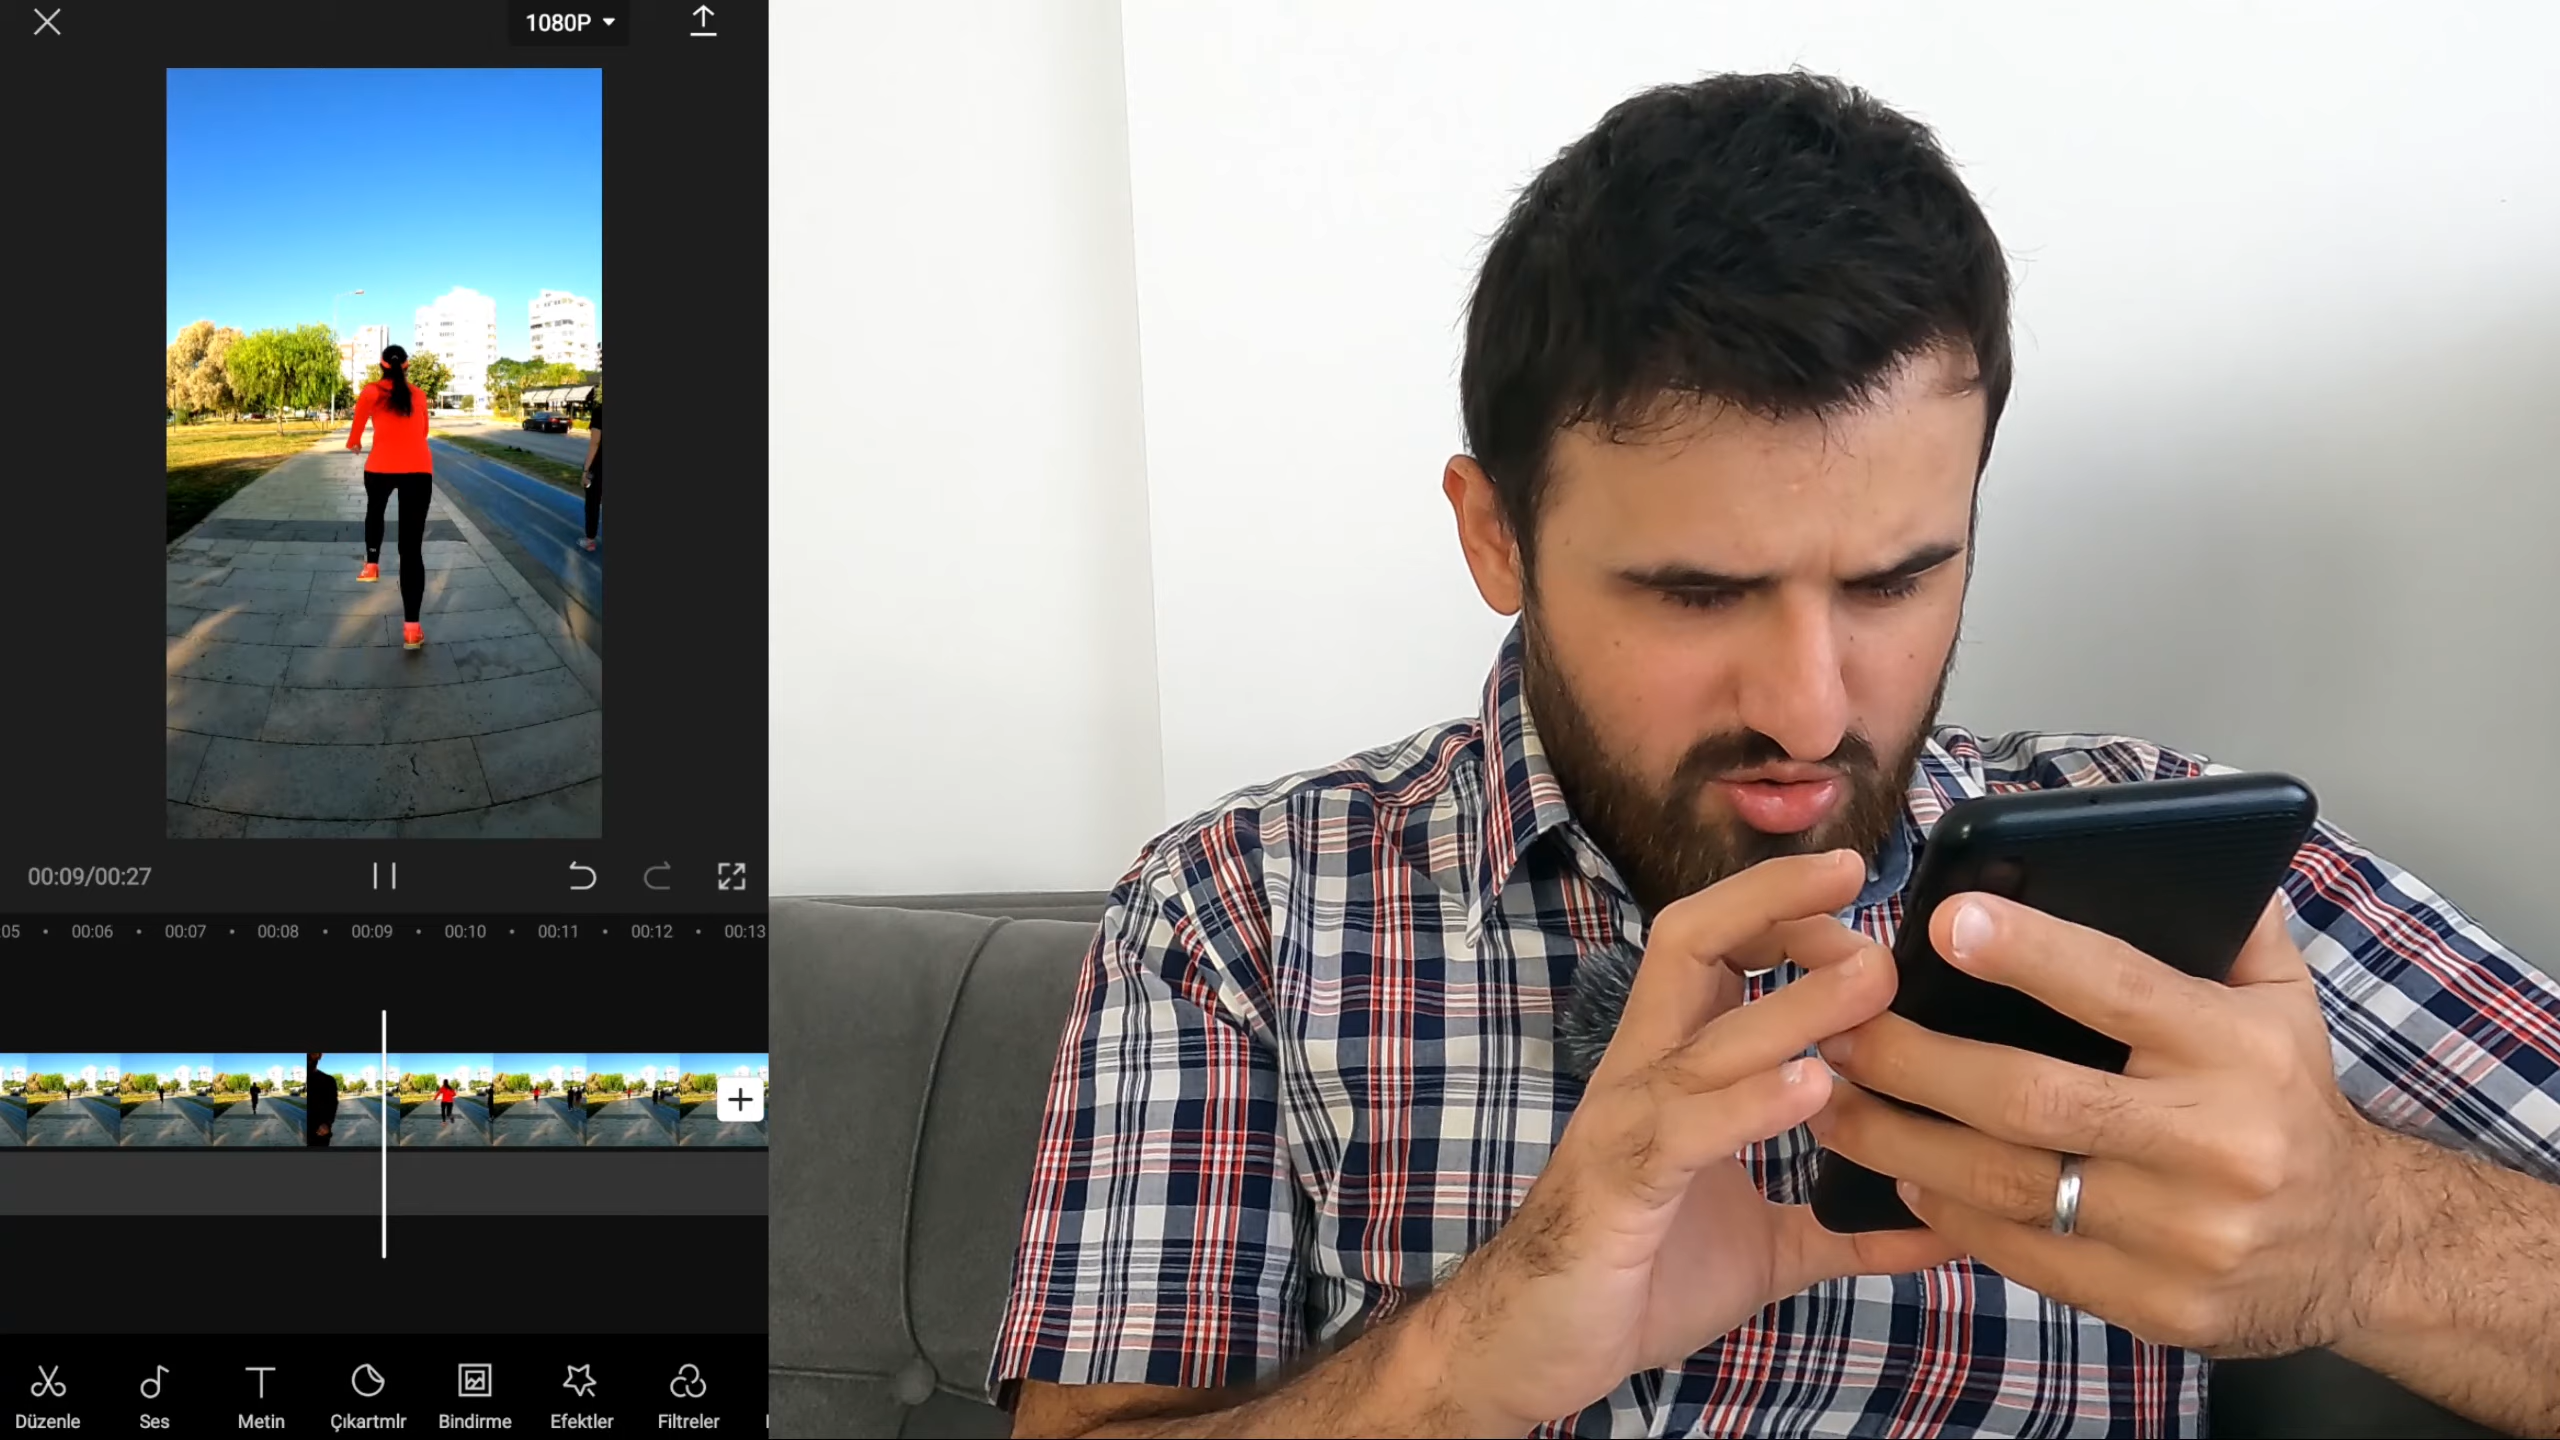 1080P
00:09/00:27
:05 00:06 00:07 00:08 00:09 00:10 00:11 00:12 00:13
Düzenle Ses Metin Çıkartmlr Bindirme Efektler Filtreler